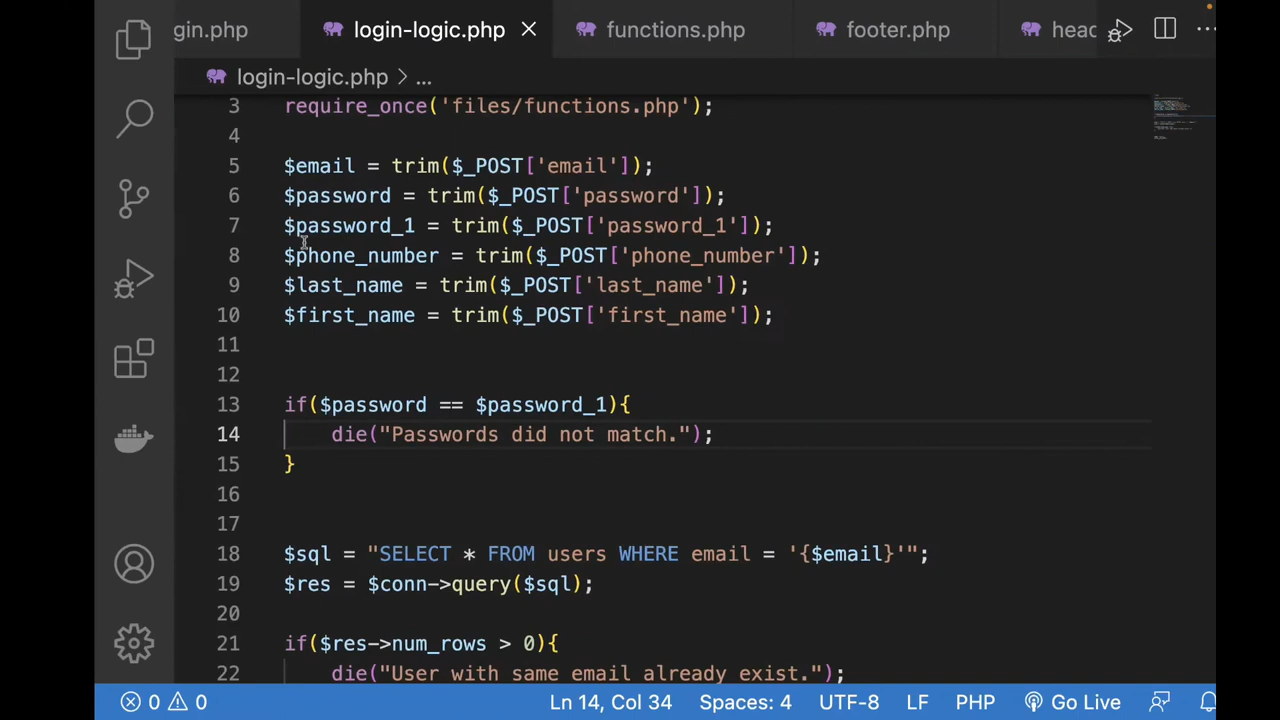 gin.php
login-logic.php
functions.php
footer.php
head
login-logic.php > ...
3 require_once('files/functions.php');
4
5 $email = trim($_POST['email']);
6 $password = trim($_POST['password']);
7 $password_1 = trim($_POST['password_1']);
8 $phone_number = trim($_POST['phone_number']);
9 $last_name = trim($_POST['last_name']);
10 $first_name = trim($_POST['first_name']);
11
12
13 if($password == $password_1){
14 die("Passwords did not match.");
15 }
16
17
18 $sql = "SELECT * FROM users WHERE email = '{$email}'";
19 $res = $conn->query($sql);
20
21 if($res->num_rows > 0){
22 die("User with same email already exist.");
0 0 Ln 14, Col 34 Spaces: 4 UTF-8 LF PHP Go Live